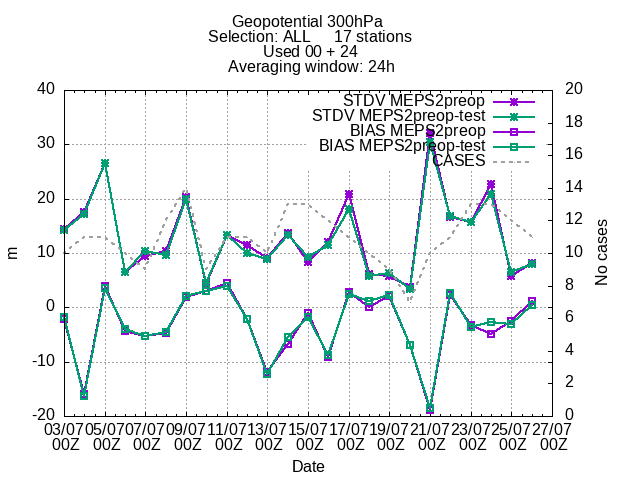 Geopotential 300hPa
Selection: ALL 17 stations
Used 00 + 24
Averaging window: 24h
STDV MEPS2preop
STDV MEPS2preop-test
BIAS MEPS2preop
BIAS MEPS2preop-test
CASES
40
30
20
10
0
-10
-20
m
20
18
16
14
12
10
8
6
4
2
0
No cases
03/07 05/07 07/07 09/07 11/07 13/07 15/07 17/07 19/07 21/07 23/07 25/07 27/07
00Z 00Z 00Z 00Z 00Z 00Z 00Z 00Z 00Z 00Z 00Z 00Z 00Z
Date